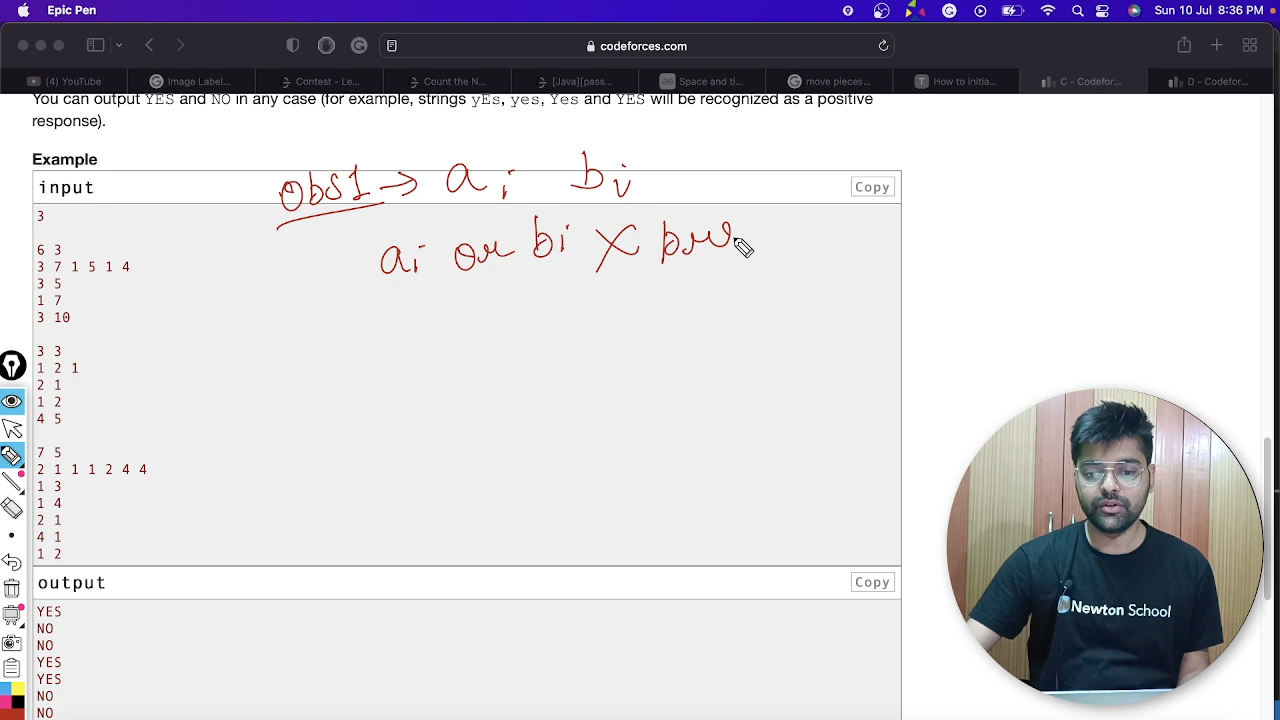 Epic Pen
Sun 10 Jul 8:36 PM
codeforces.com
(4) YouTube
Image Label...
Contest - Le...
Count the N...
[Java][pass...
Space and ti...
move pieces...
How to initia...
C - Codefor...
D - Codefor...
You can output YES and NO in any case (for example, strings yEs, yes, Yes and YES will be recognized as a positive
response).
Example
input
Copy
Obs1 → ai bi
ai or bi X
3
6 3
3 7 1 5 1 4
3 5
1 7
3 10
3 3
1 2 1
2 1
1 2
4 5
7 5
2 1 1 1 2 4 4
1 3
1 4
2 1
4 1
1 2
output
Copy
YES
NO
NO
YES
YES
NO
NO
Newton School